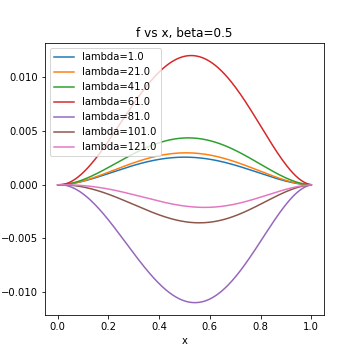 f vs x, beta=0.5
lambda=1.0
lambda=21.0
lambda=41.0
lambda=61.0
lambda=81.0
lambda=101.0
lambda=121.0
0.010
0.005
0.000
−0.005
−0.010
0.0 0.2 0.4 0.6 0.8 1.0
x